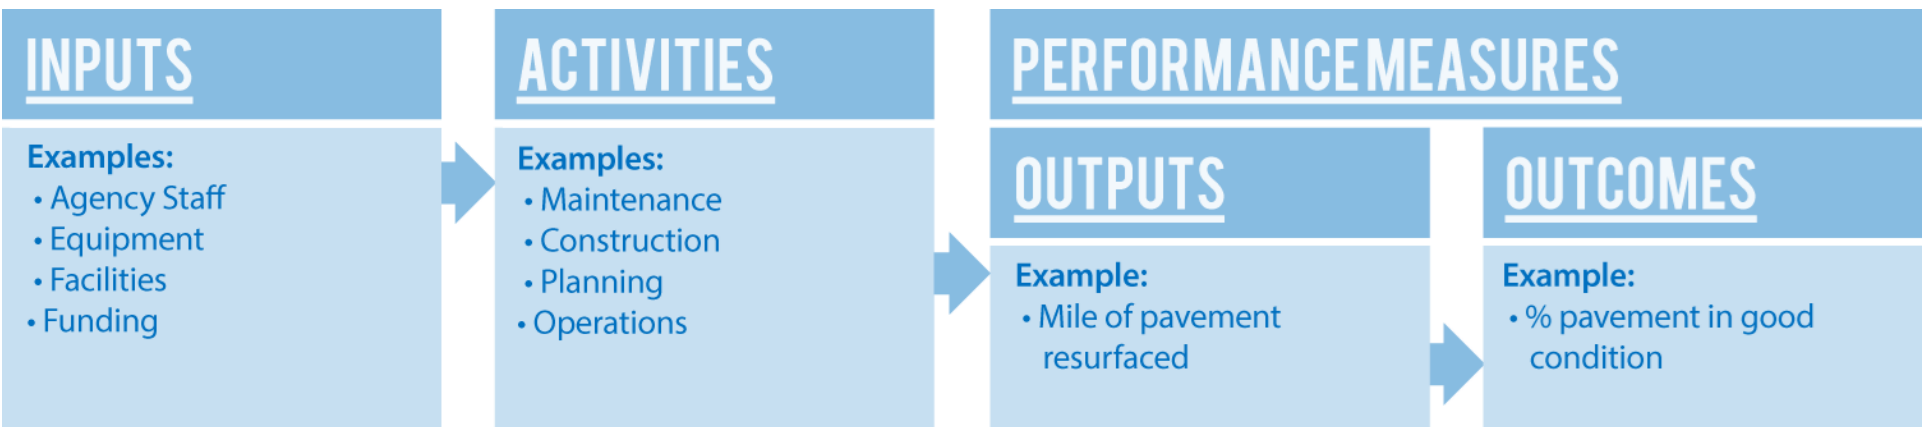 INPUTS
Examples:
• Agency Staff
• Equipment
• Facilities
• Funding
ACTIVITIES
Examples:
• Maintenance
• Construction
• Planning
• Operations
PERFORMANCE MEASURES
OUTPUTS
Example:
• Mile of pavement
resurfaced
OUTCOMES
Example:
• % pavement in good
condition